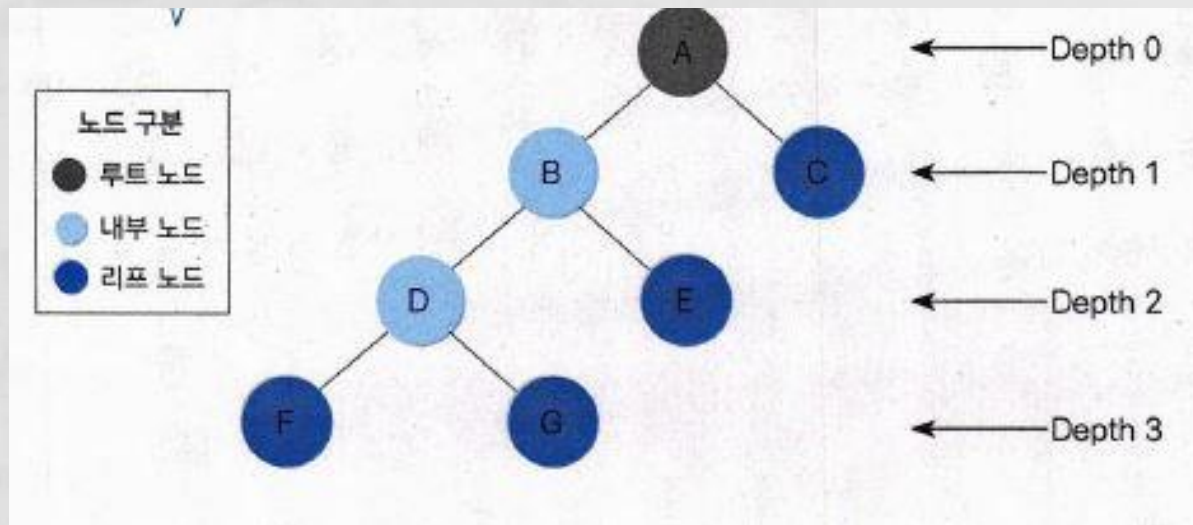 A
Depth 0
노드 구분
루트 노드
내부 노드
리프 노드
B
C
Depth 1
D
E
Depth 2
F
G
Depth 3